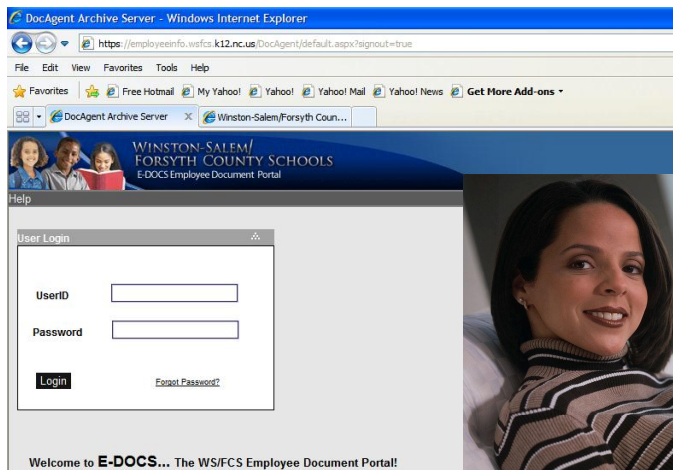 DocAgent Archive Server - Windows Internet Explorer
https://employeeinfo.wsfcs.k12.nc.us/DocAgent/default.aspx?signout=true
File Edit View Favorites Tools Help
Favorites Free Hotmail My Yahoo! Yahoo! Yahoo! Mail Yahoo! News Get More Add-ons
DocAgent Archive Server X Winston-Salem/Forsyth Coun...
WINSTON-SALEM/
FORSYTH COUNTY SCHOOLS
E-DOCS Employee Document Portal
Help
User Login
UserID
Password
Login Forgot Password?
Welcome to E-DOCS... The WS/FCS Employee Document Portal!